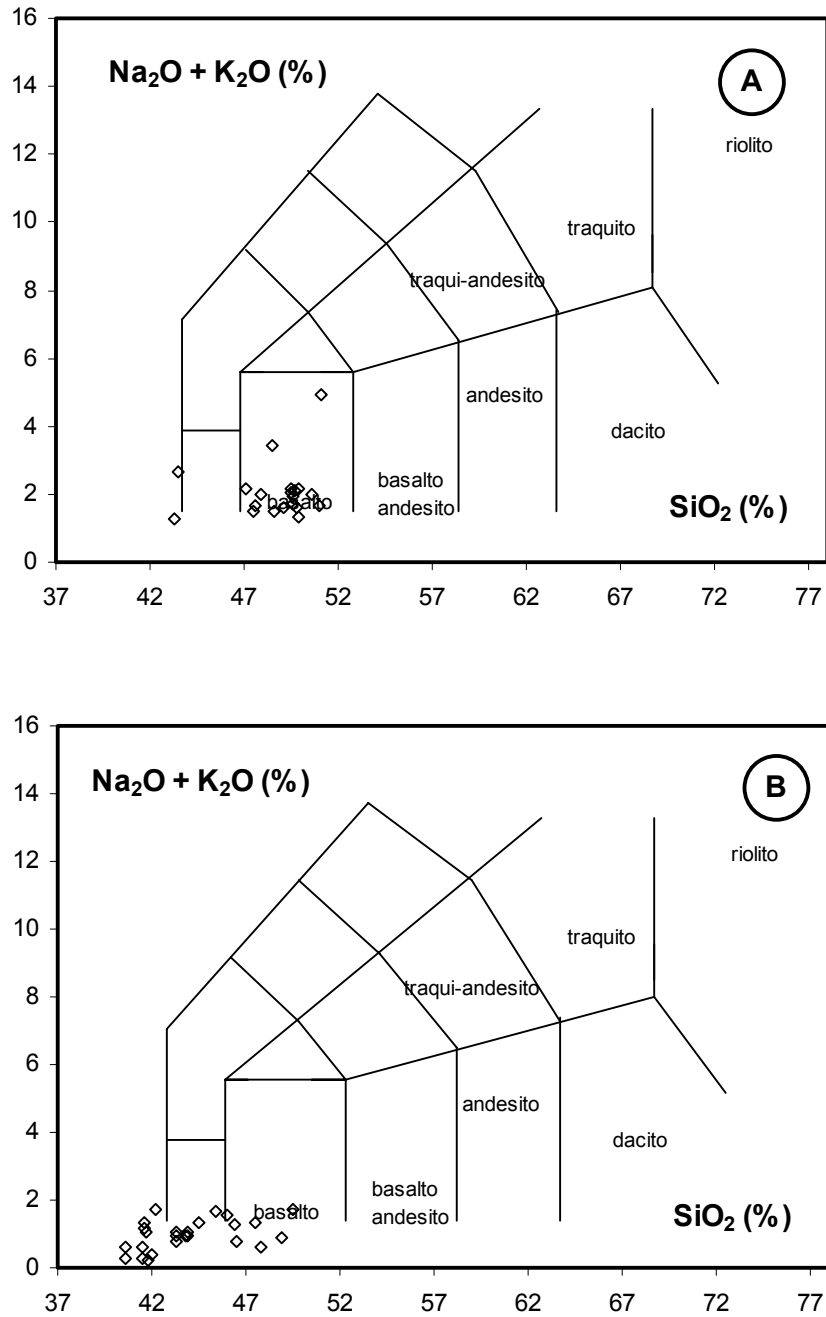 16
Na₂O + K₂O (%)
A
14
riolito
12
traquito
10
traqui-andesito
8
6
andesito
4
dacito
basalto
andesito
basalto
2
SiO₂ (%)
0
37 42 47 52 57 62 67 72 77
16
Na₂O + K₂O (%)
B
14
riolito
12
10
traquito
traqui-andesito
8
6
andesito
4
dacito
basalto
andesito
basalto
2
SiO₂ (%)
0
37 42 47 52 57 62 67 72 77